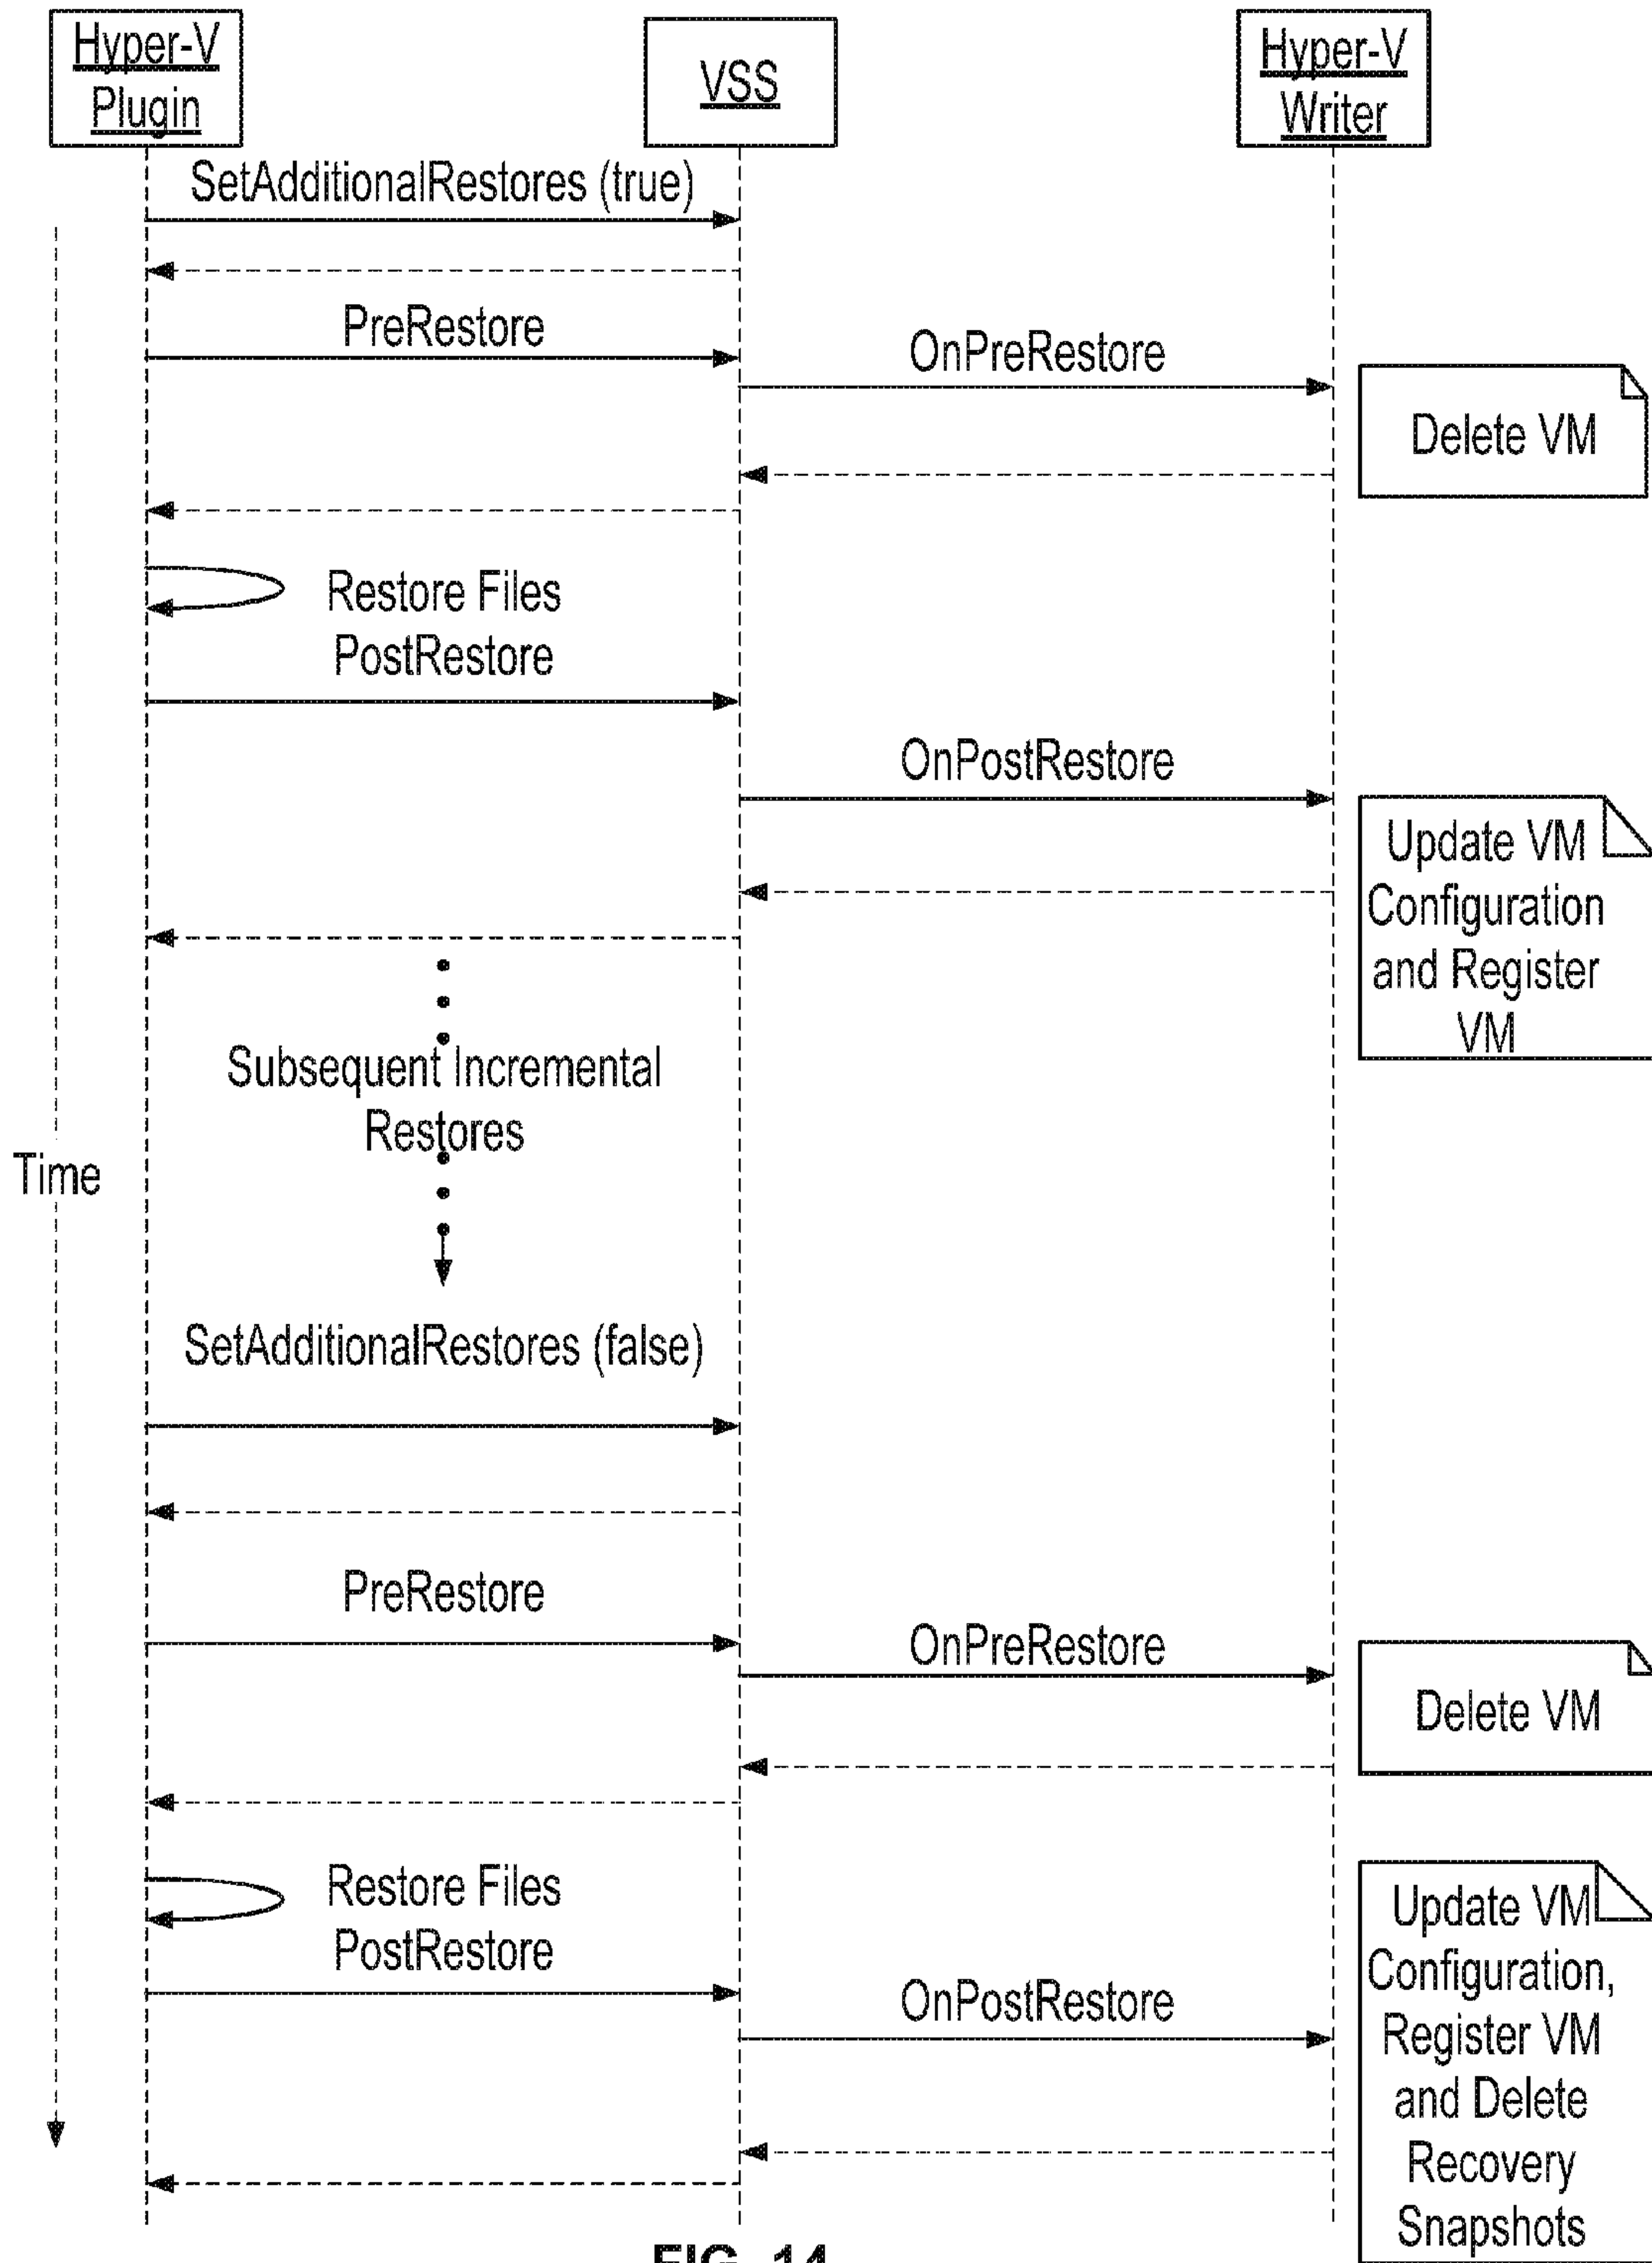 Hyper-V
Plugin
VSS
Hyper-V
Writer
SetAdditionalRestores (true)
PreRestore
OnPreRestore
Delete VM
Restore Files
PostRestore
OnPostRestore
Update VM
Configuration
and Register
VM
Subsequent Incremental
Restores
Time
SetAdditionalRestores (false)
PreRestore
OnPreRestore
Delete VM
Restore Files
PostRestore
OnPostRestore
Update VM
Configuration,
Register VM
and Delete
Recovery
Snapshots
FIG. 14